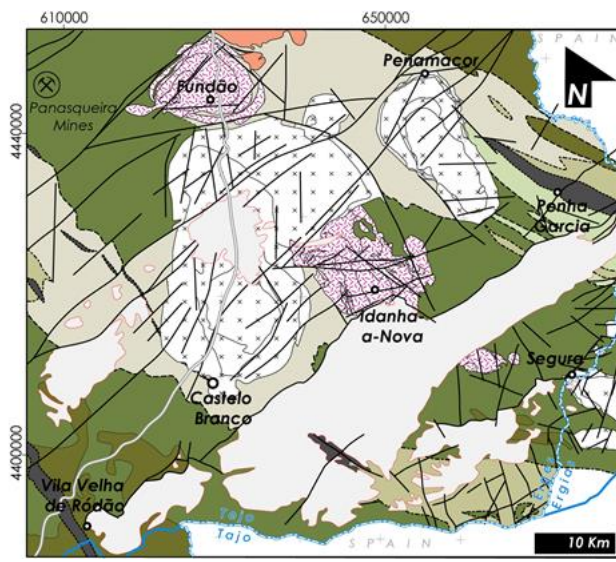 610000
650000
SPAIN
Fundão
Penamacor
N
Panasqueira
Mines
4440000
Penha
Garcia
Idanha
a-Nova
Segura
Castelo
Branco
4400000
Vila Velha
de Ródão
Erges
Érgias
Tejo
Tajo
SPAIN
10 Km